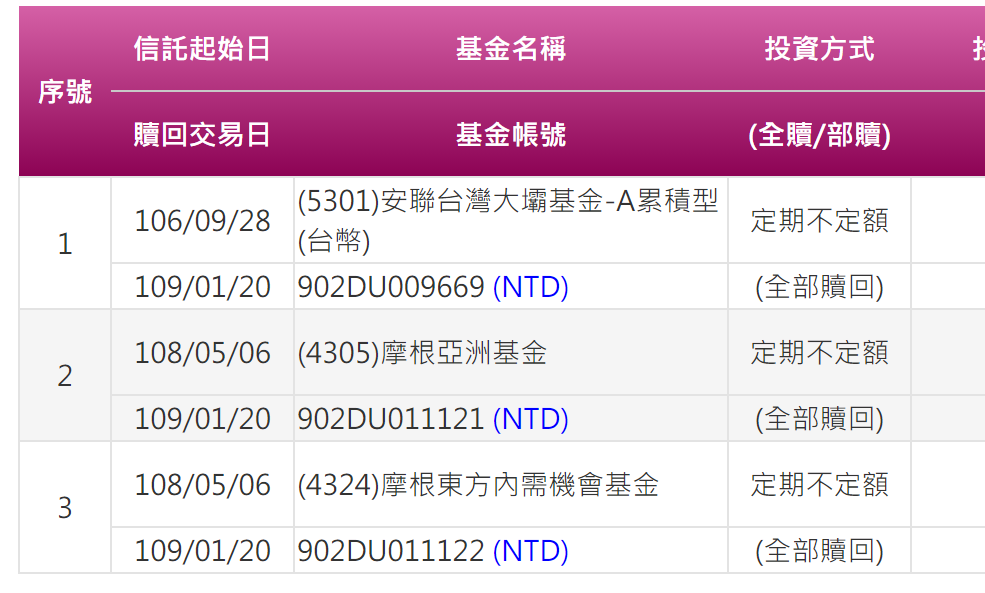 序號
信託起始日
基金名稱
投資方式
贖回交易日
基金帳號
(全贖/部贖)
1
106/09/28
(5301)安聯台灣大壩基金-A累積型
(台幣)
定期不定額
109/01/20
902DU009669 (NTD)
(全部贖回)
2
108/05/06
(4305)摩根亞洲基金
定期不定額
109/01/20
902DU011121 (NTD)
(全部贖回)
3
108/05/06
(4324)摩根東方內需機會基金
定期不定額
109/01/20
902DU011122 (NTD)
(全部贖回)